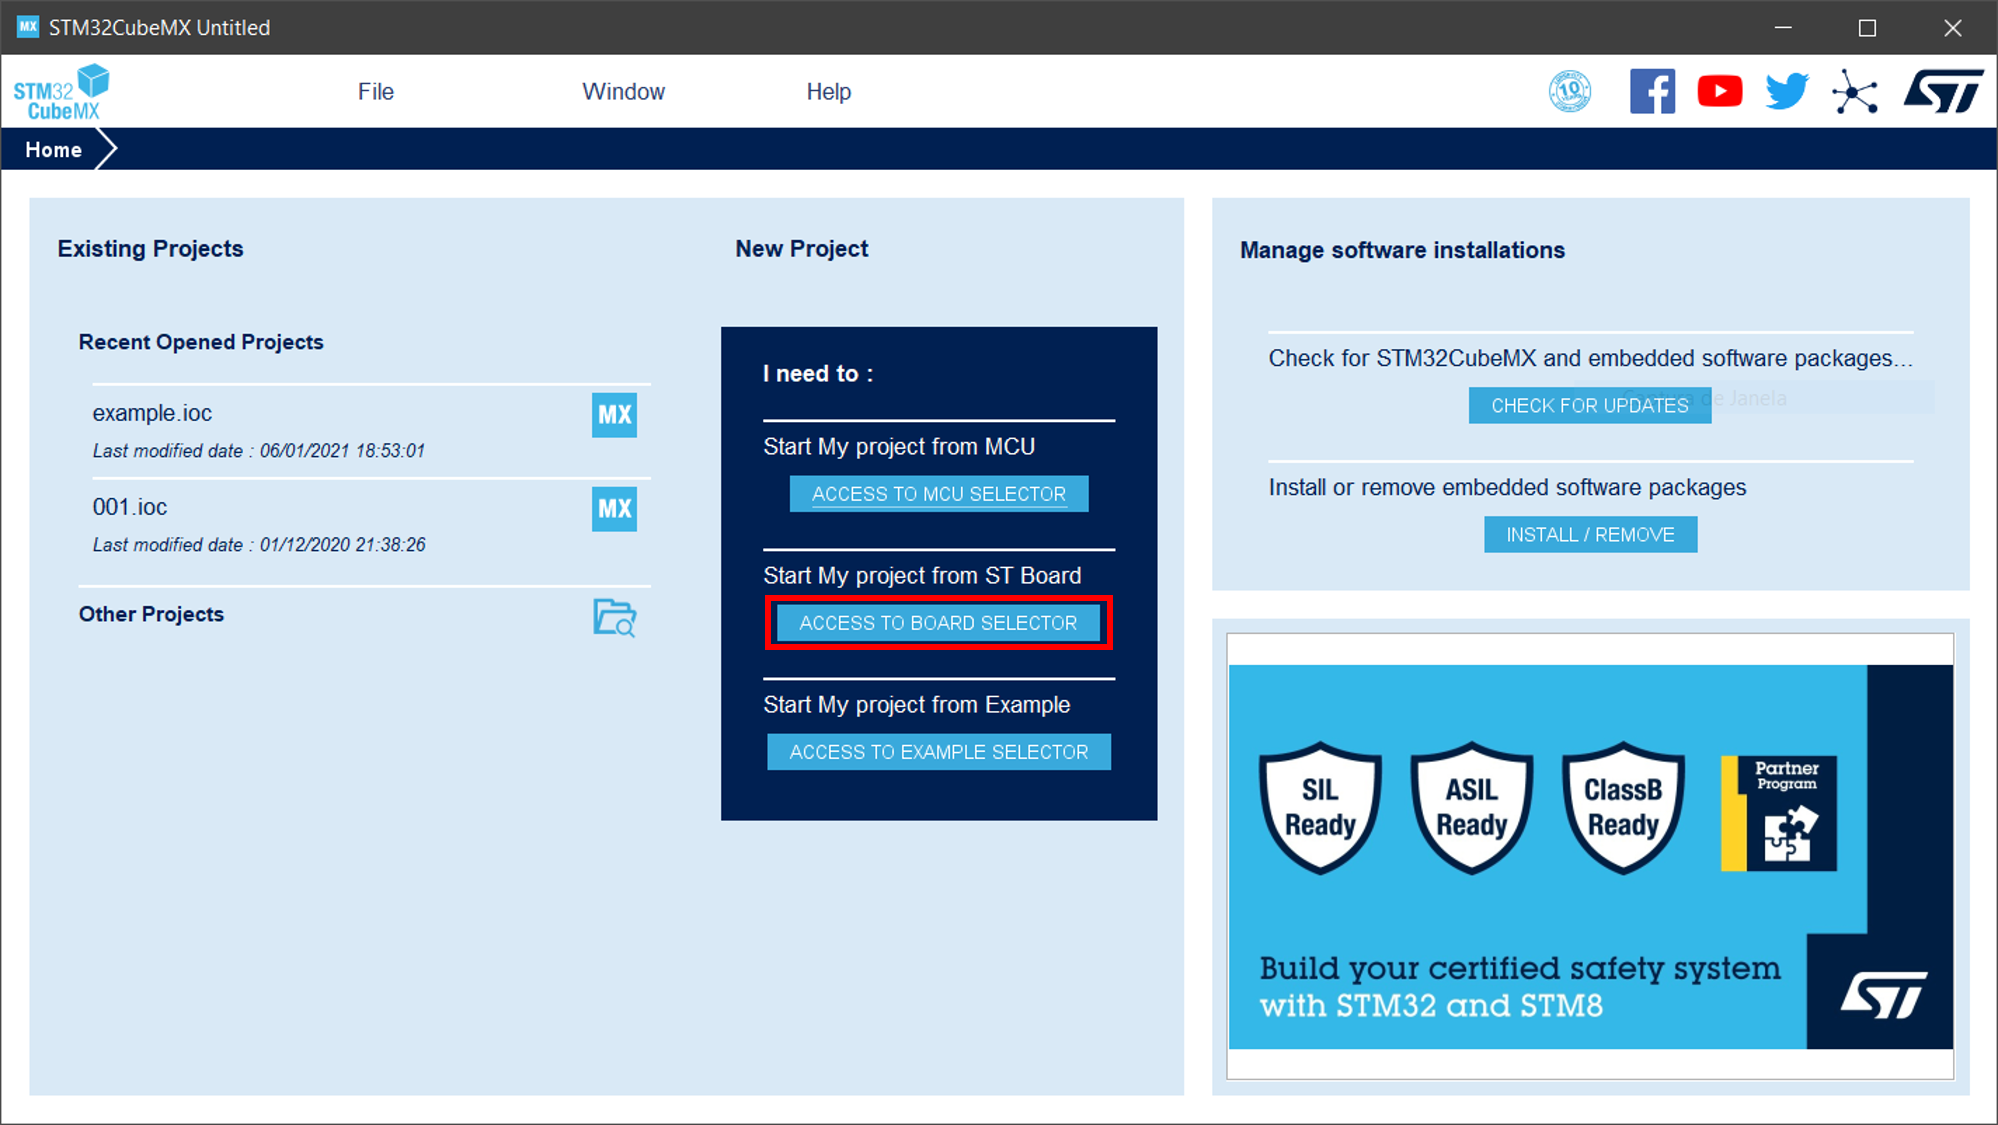 MX STM32CubeMX Untitled
STM32
CubeMX
File
Window
Help
10
ST
Home
Existing Projects
Recent Opened Projects
example.ioc
MX
Last modified date : 06/01/2021 18:53:01
001.ioc
MX
Last modified date : 01/12/2020 21:38:26
Other Projects
New Project
I need to :
Start My project from MCU
ACCESS TO MCU SELECTOR
Start My project from ST Board
ACCESS TO BOARD SELECTOR
Start My project from Example
ACCESS TO EXAMPLE SELECTOR
Manage software installations
Check for STM32CubeMX and embedded software packages...
CHECK FOR UPDATES
de Janela
Install or remove embedded software packages
INSTALL / REMOVE
SIL
Ready
ASIL
Ready
ClassB
Ready
Partner
Program
Build your certified safety system
with STM32 and STM8
ST